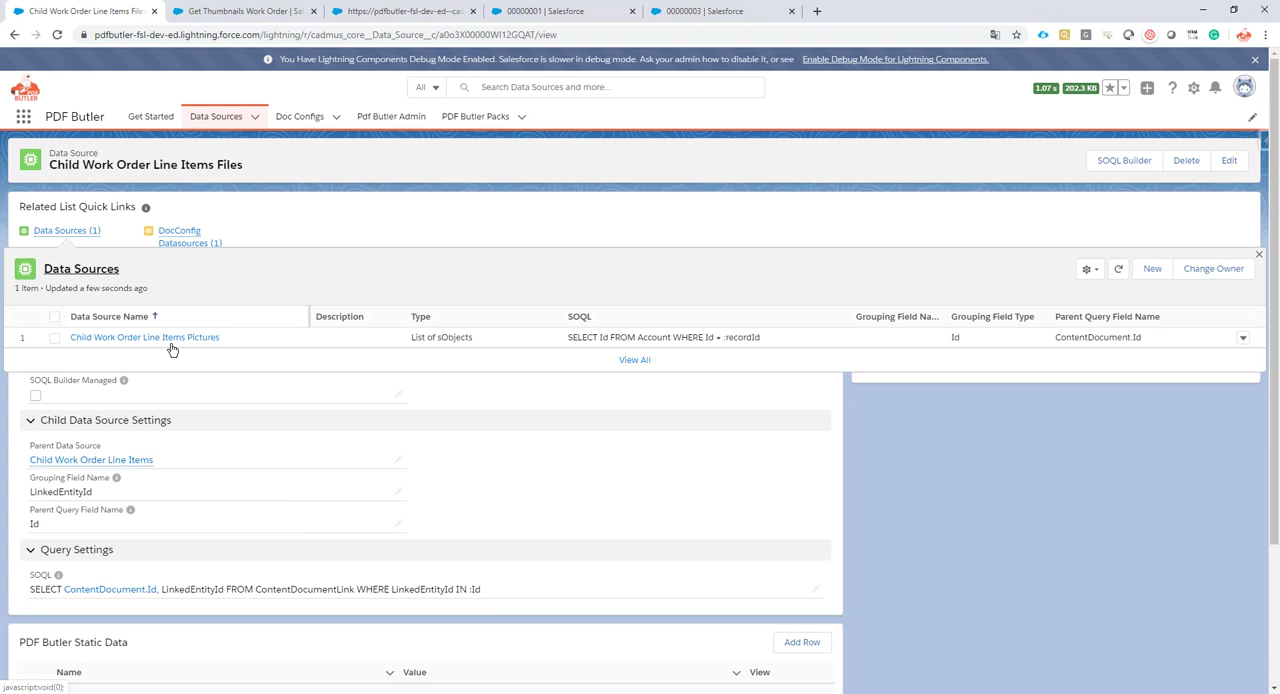 Child Work Order Line Items File
Get Thumbnails Work Order | Sa
https://pdfbutler-fsl-dev-ed--cad
00000001 | Salesforce
00000003 | Salesforce
pdfbutler-fsl-dev-ed.lightning.force.com/lightning/r/cadmus_core__Data_Source__c/a0o3X00000W12GQAT/view
You Have Lightning Components Debug Mode Enabled. Salesforce is slower in debug mode. Ask your admin how to disable it, or see Enable Debug Mode for Lightning Components.
BUTLER
All
Search Data Sources and more...
1.07 s
202.3 KB
PDF Butler
Get Started
Data Sources
Doc Configs
Pdf Butler Admin
PDF Butler Packs
Data Source
Child Work Order Line Items Files
SOQL Builder
Delete
Edit
Related List Quick Links
Data Sources (1)
DocConfig
Datasources (1)
Data Sources
1 item • Updated a few seconds ago
New
Change Owner
Data Source Name
Description
Type
SOQL
Grouping Field Na...
Grouping Field Type
Parent Query Field Name
1
Child Work Order Line Items Pictures
List of sObjects
SELECT Id FROM Account WHERE Id = :recordId
Id
ContentDocument.Id
View All
SOQL Builder Managed
Child Data Source Settings
Parent Data Source
Child Work Order Line Items
Grouping Field Name
LinkedEntityId
Parent Query Field Name
Id
Query Settings
SOQL
SELECT ContentDocument.Id, LinkedEntityId FROM ContentDocumentLink WHERE LinkedEntityId IN :Id
PDF Butler Static Data
Add Row
Name
Value
View
javascript:void(0);